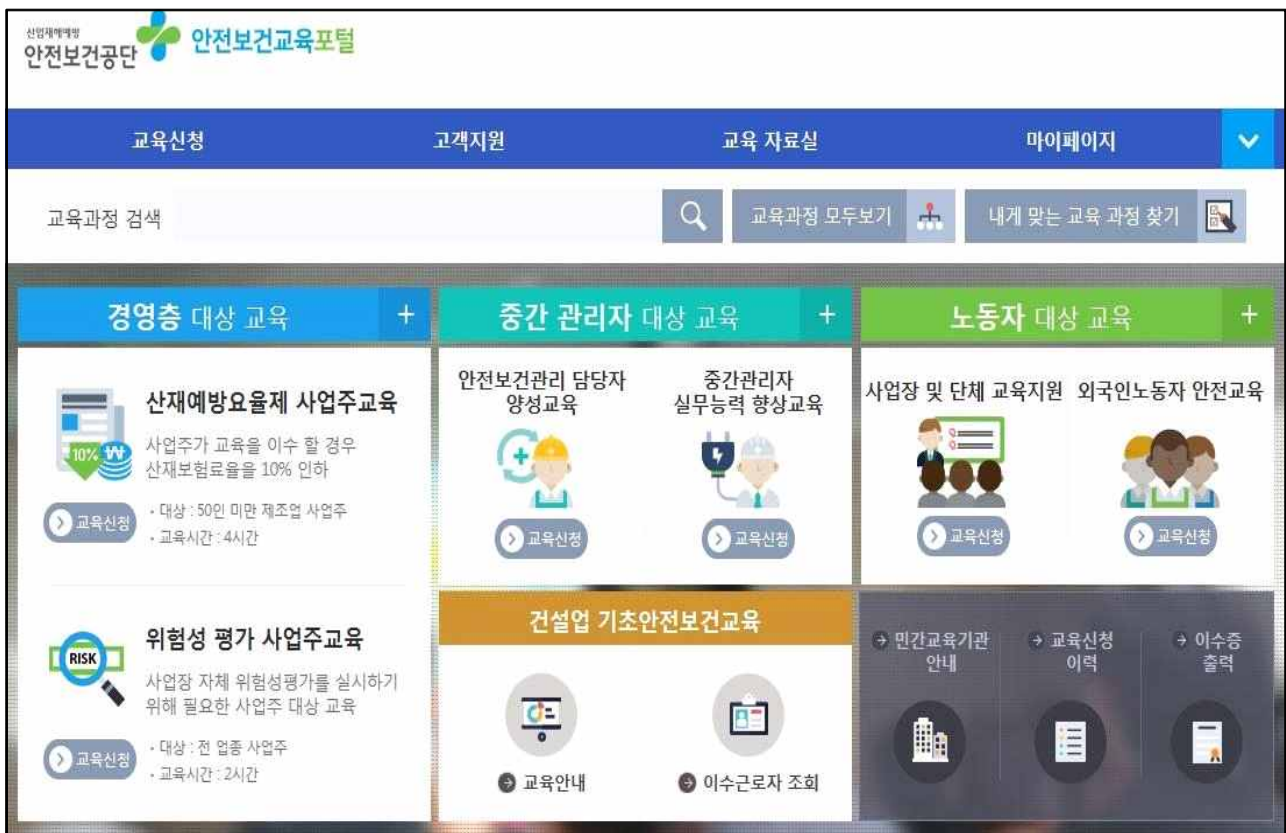 산업재해예방
안전보건공단
안전보건교육포털
교육신청
고객지원
교육 자료실
마이페이지
교육과정 검색
교육과정 모두보기
내게 맞는 교육 과정 찾기
경영층 대상 교육 +
산재예방요율제 사업주교육
사업주가 교육을 이수 할 경우
산재보험료율을 10% 인하
10% ₩
교육신청
· 대상 : 50인 미만 제조업 사업주
· 교육시간 : 4시간
위험성 평가 사업주교육
RISK
사업장 자체 위험성평가를 실시하기
위해 필요한 사업주 대상 교육
교육신청
· 대상 : 전 업종 사업주
· 교육시간 : 2시간
중간 관리자 대상 교육 +
안전보건관리 담당자
양성교육
교육신청
중간관리자
실무능력 향상교육
교육신청
노동자 대상 교육 +
사업장 및 단체 교육지원
교육신청
외국인노동자 안전교육
교육신청
건설업 기초안전보건교육
교육안내
이수근로자 조회
민간교육기관
안내
교육신청
이력
이수증
출력